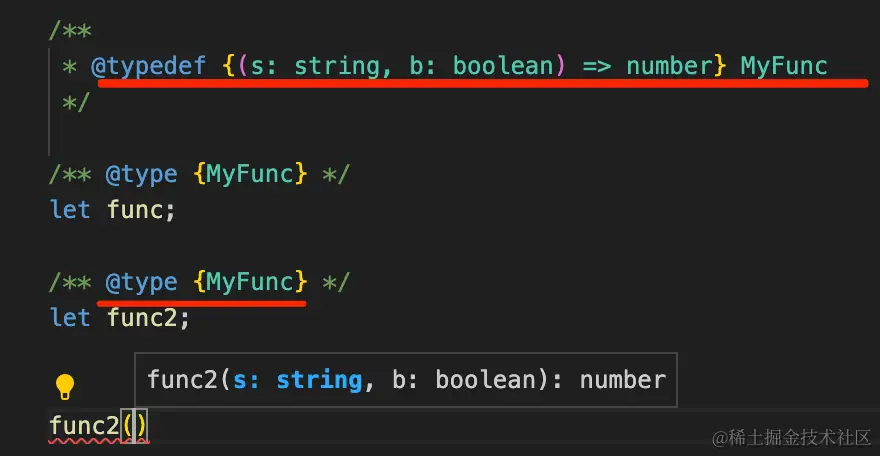 /**
* @typedef {(s: string, b: boolean) => number} MyFunc
*/
/** @type {MyFunc} */
let func;
/** @type {MyFunc} */
let func2;
func2(s: string, b: boolean): number
func2()
@稀土掘金技术社区